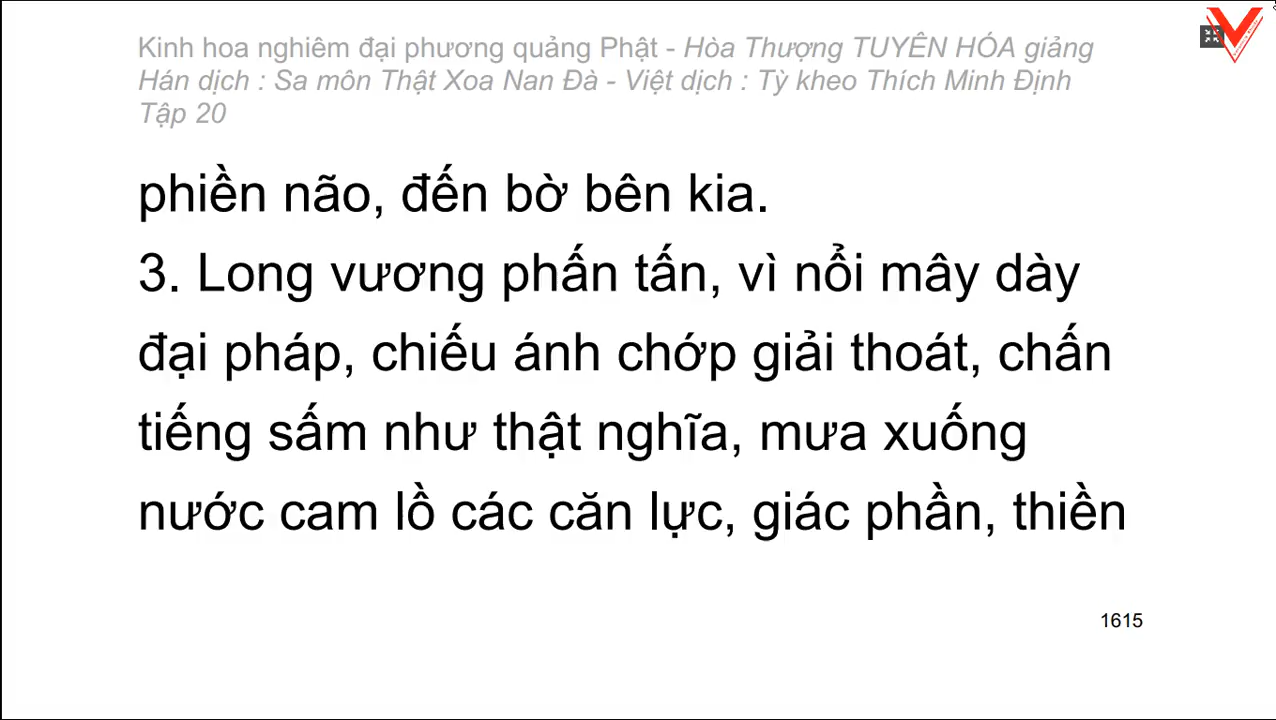 Kinh hoa nghiêm đại phương quảng Phật - Hòa Thượng TUYÊN HÓA giảng
Hán dịch : Sa môn Thật Xoa Nan Đà - Việt dịch : Tỳ kheo Thích Minh Định
Tập 20
phiền não, đến bờ bên kia.
3. Long vương phấn tấn, vì nổi mây dày
đại pháp, chiếu ánh chớp giải thoát, chấn
tiếng sấm như thật nghĩa, mưa xuống
nước cam lồ các căn lực, giác phần, thiền
1615